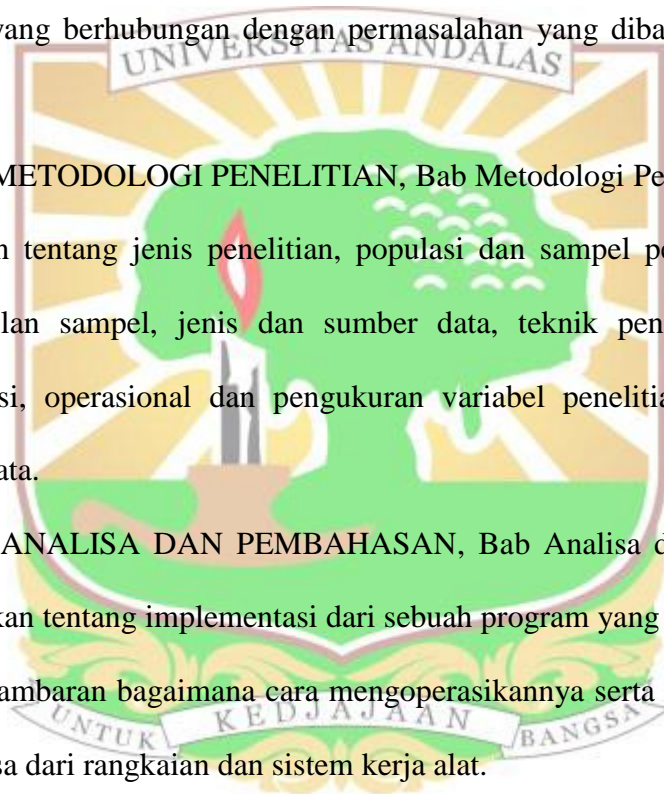 yang berhubungan dengan permasalahan yang diba
UNIVERSITAS ANDALAS
METODOLOGI PENELITIAN, Bab Metodologi Pe
n tentang jenis penelitian, populasi dan sampel pe
lan sampel, jenis dan sumber data, teknik pen
si, operasional dan pengukuran variabel penelitia
ata.
ANALISA DAN PEMBAHASAN, Bab Analisa d
kan tentang implementasi dari sebuah program yang
ambaran bagaimana cara mengoperasikannya serta
UNTUK KEDJAJAAN BANGSA
sa dari rangkaian dan sistem kerja alat.